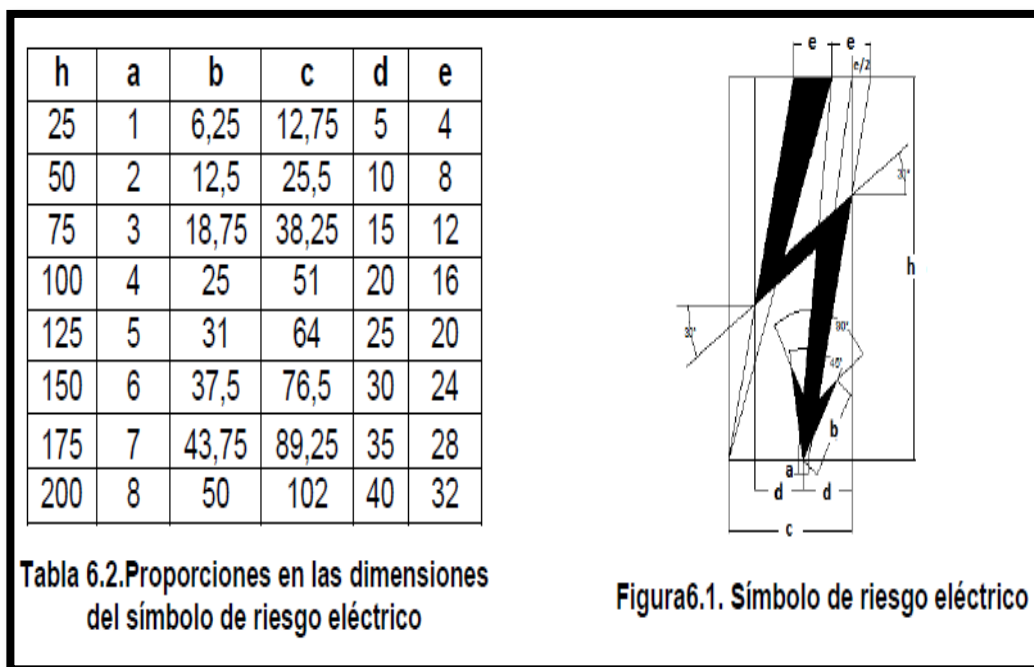 h a b c d e
25 1 6,25 12,75 5 4
50 2 12,5 25,5 10 8
75 3 18,75 38,25 15 12
100 4 25 51 20 16
125 5 31 64 25 20
150 6 37,5 76,5 30 24
175 7 43,75 89,25 35 28
200 8 50 102 40 32
Tabla 6.2.Proporciones en las dimensiones
del símbolo de riesgo eléctrico
e e
e/2
30°
h
30°
80°
b
a
d d
c
Figura6.1. Símbolo de riesgo eléctrico